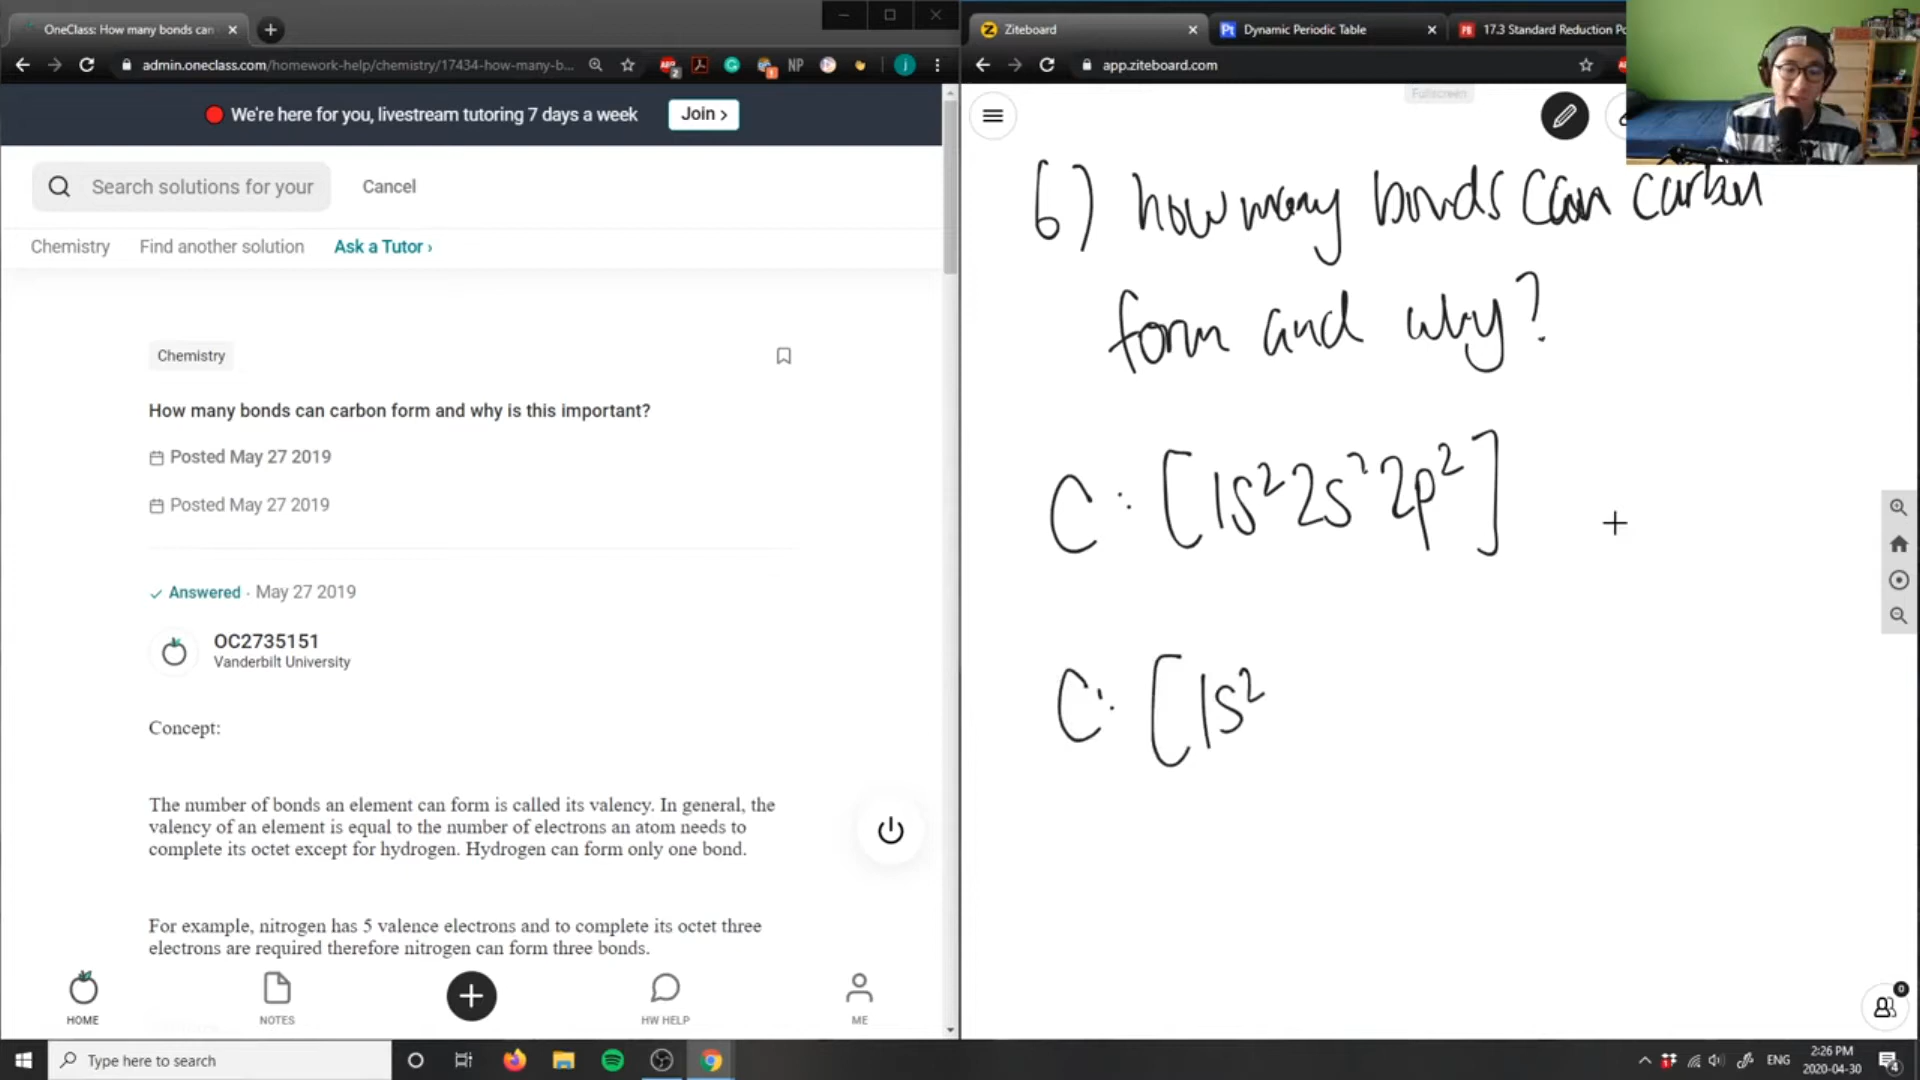 OneClass: How many bonds can
Ziteboard
Dynamic Periodic Table
17.3 Standard Reduction Po
admin.oneclass.com/homework-help/chemistry/17434-how-many-b...
NP
app.ziteboard.com
Fullscreen
We're here for you, livestream tutoring 7 days a week
Join >
Search solutions for your
Cancel
Chemistry
Find another solution
Ask a Tutor ›
Chemistry
How many bonds can carbon form and why is this important?
Posted May 27 2019
Posted May 27 2019
Answered · May 27 2019
OC2735151
Vanderbilt University
Concept:
The number of bonds an element can form is called its valency. In general, the
valency of an element is equal to the number of electrons an atom needs to
complete its octet except for hydrogen. Hydrogen can form only one bond.
For example, nitrogen has 5 valence electrons and to complete its octet three
electrons are required therefore nitrogen can form three bonds.
HOME
NOTES
HW HELP
ME
6) how many bonds can carbon
form and why?
C: [1s² 2s² 2p²]
C: [1s²
0
Type here to search
ENG
2:26 PM
2020-04-30
4